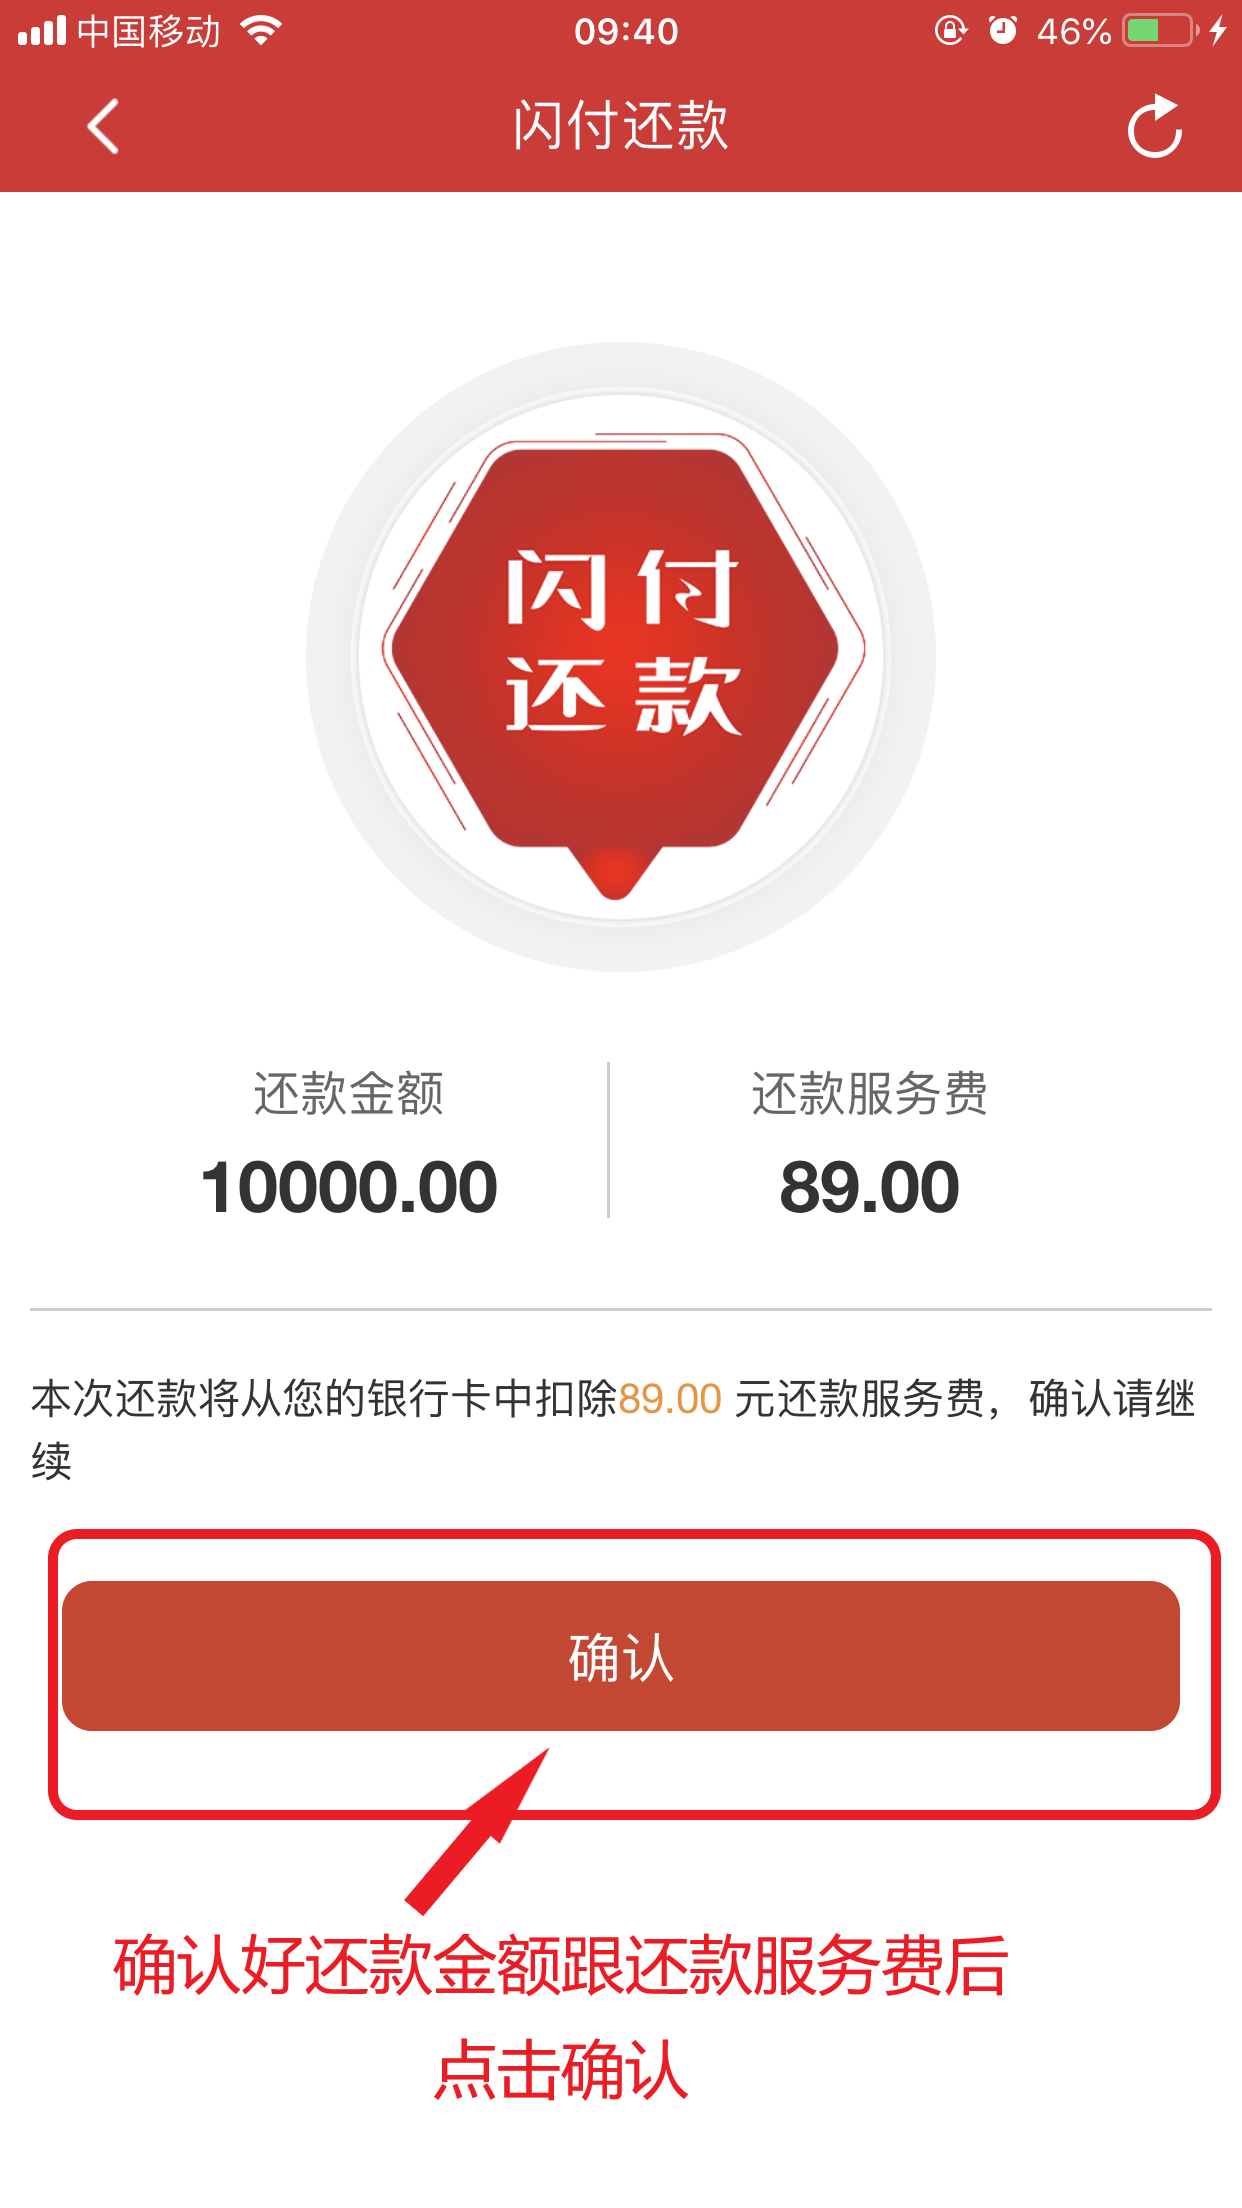 中国移动 09:40 46%
闪付还款
闪付
还款
还款金额 还款服务费
10000.00 89.00
本次还款将从您的银行卡中扣除89.00 元还款服务费，确认请继
续
确认
确认好还款金额跟还款服务费后
点击确认